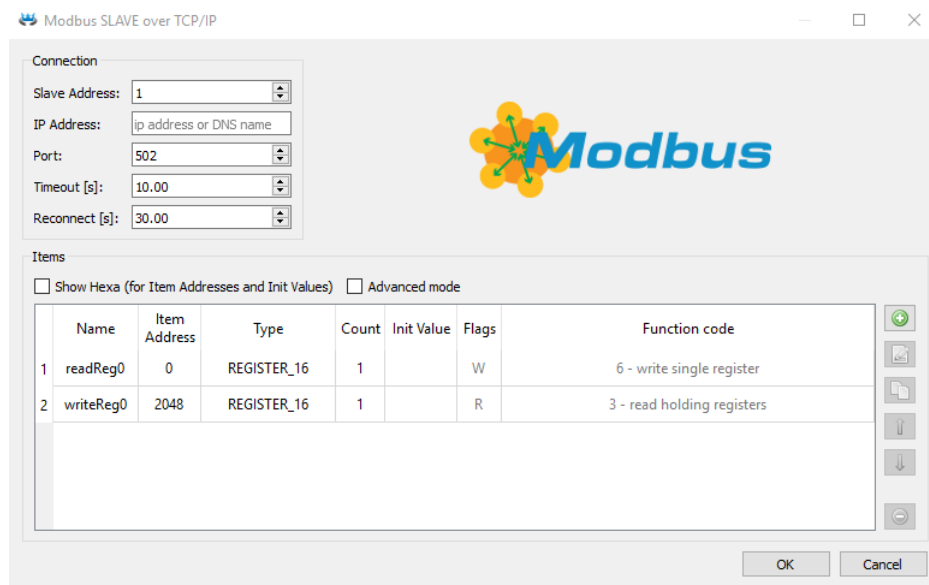 Modbus SLAVE over TCP/IP
Connection
Slave Address: 1
IP Address: ip address or DNS name
Port: 502
Timeout [s]: 10.00
Reconnect [s]: 30.00
Modbus
Items
Show Hexa (for Item Addresses and Init Values) Advanced mode
Name Item Address Type Count Init Value Flags Function code
1 readReg0 0 REGISTER_16 1 W 6 - write single register
2 writeReg0 2048 REGISTER_16 1 R 3 - read holding registers
OK Cancel